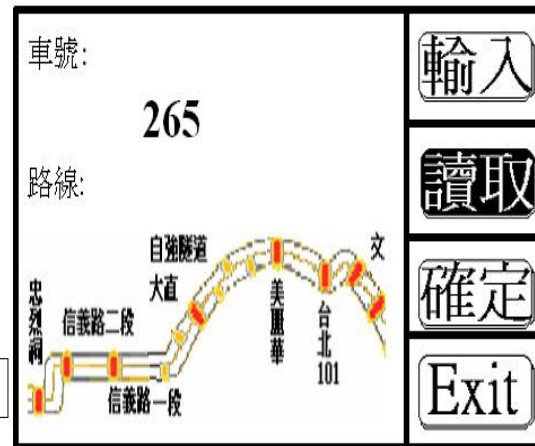 車號:
265
路線:
自強隧道
大直
文
忠烈祠
信義路二段
美麗華
台北101
信義路一段
輸入
讀取
確定
Exit